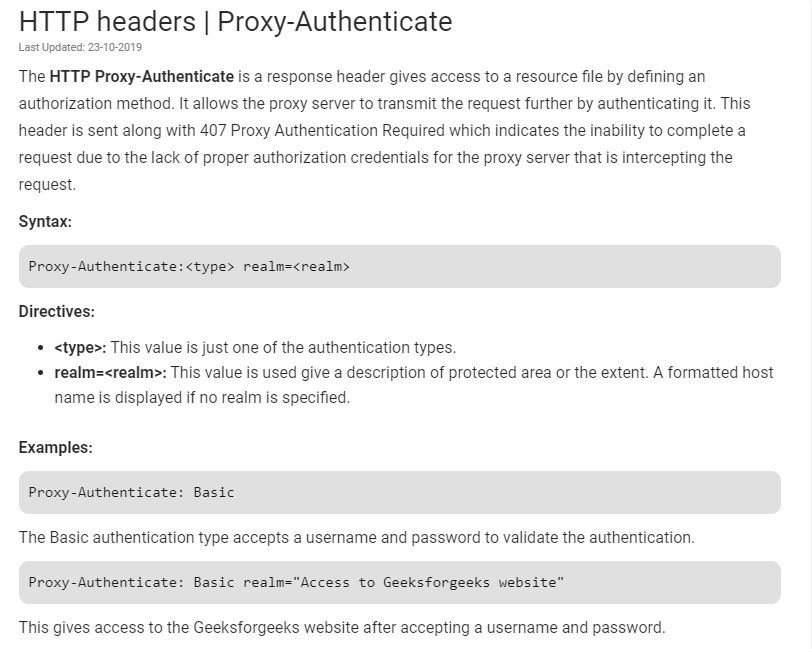 HTTP headers | Proxy-Authenticate
Last Updated: 23-10-2019
The HTTP Proxy-Authenticate is a response header gives access to a resource file by defining an
authorization method. It allows the proxy server to transmit the request further by authenticating it. This
header is sent along with 407 Proxy Authentication Required which indicates the inability to complete a
request due to the lack of proper authorization credentials for the proxy server that is intercepting the
request.
Syntax:
Proxy-Authenticate:<type> realm=<realm>
Directives:
• <type>: This value is just one of the authentication types.
• realm=<realm>: This value is used give a description of protected area or the extent. A formatted host
name is displayed if no realm is specified.
Examples:
Proxy-Authenticate: Basic
The Basic authentication type accepts a username and password to validate the authentication.
Proxy-Authenticate: Basic realm="Access to Geeksforgeeks website"
This gives access to the Geeksforgeeks website after accepting a username and password.